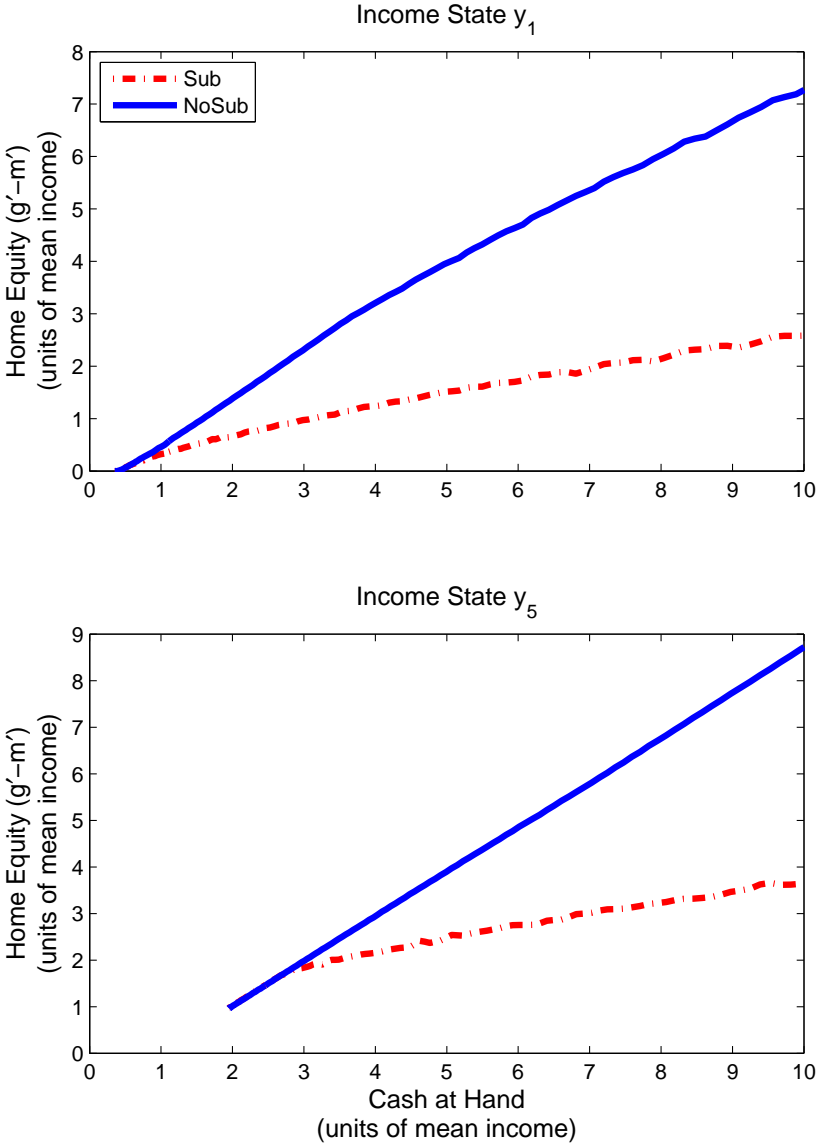 Income State y1
8
7
6
5
4
3
2
1
0
Home Equity (g′−m′)
(units of mean income)
Sub
NoSub
0 1 2 3 4 5 6 7 8 9 10
Income State y5
9
8
7
6
5
4
3
2
1
0
Home Equity (g′−m′)
(units of mean income)
0 1 2 3 4 5 6 7 8 9 10
Cash at Hand
(units of mean income)